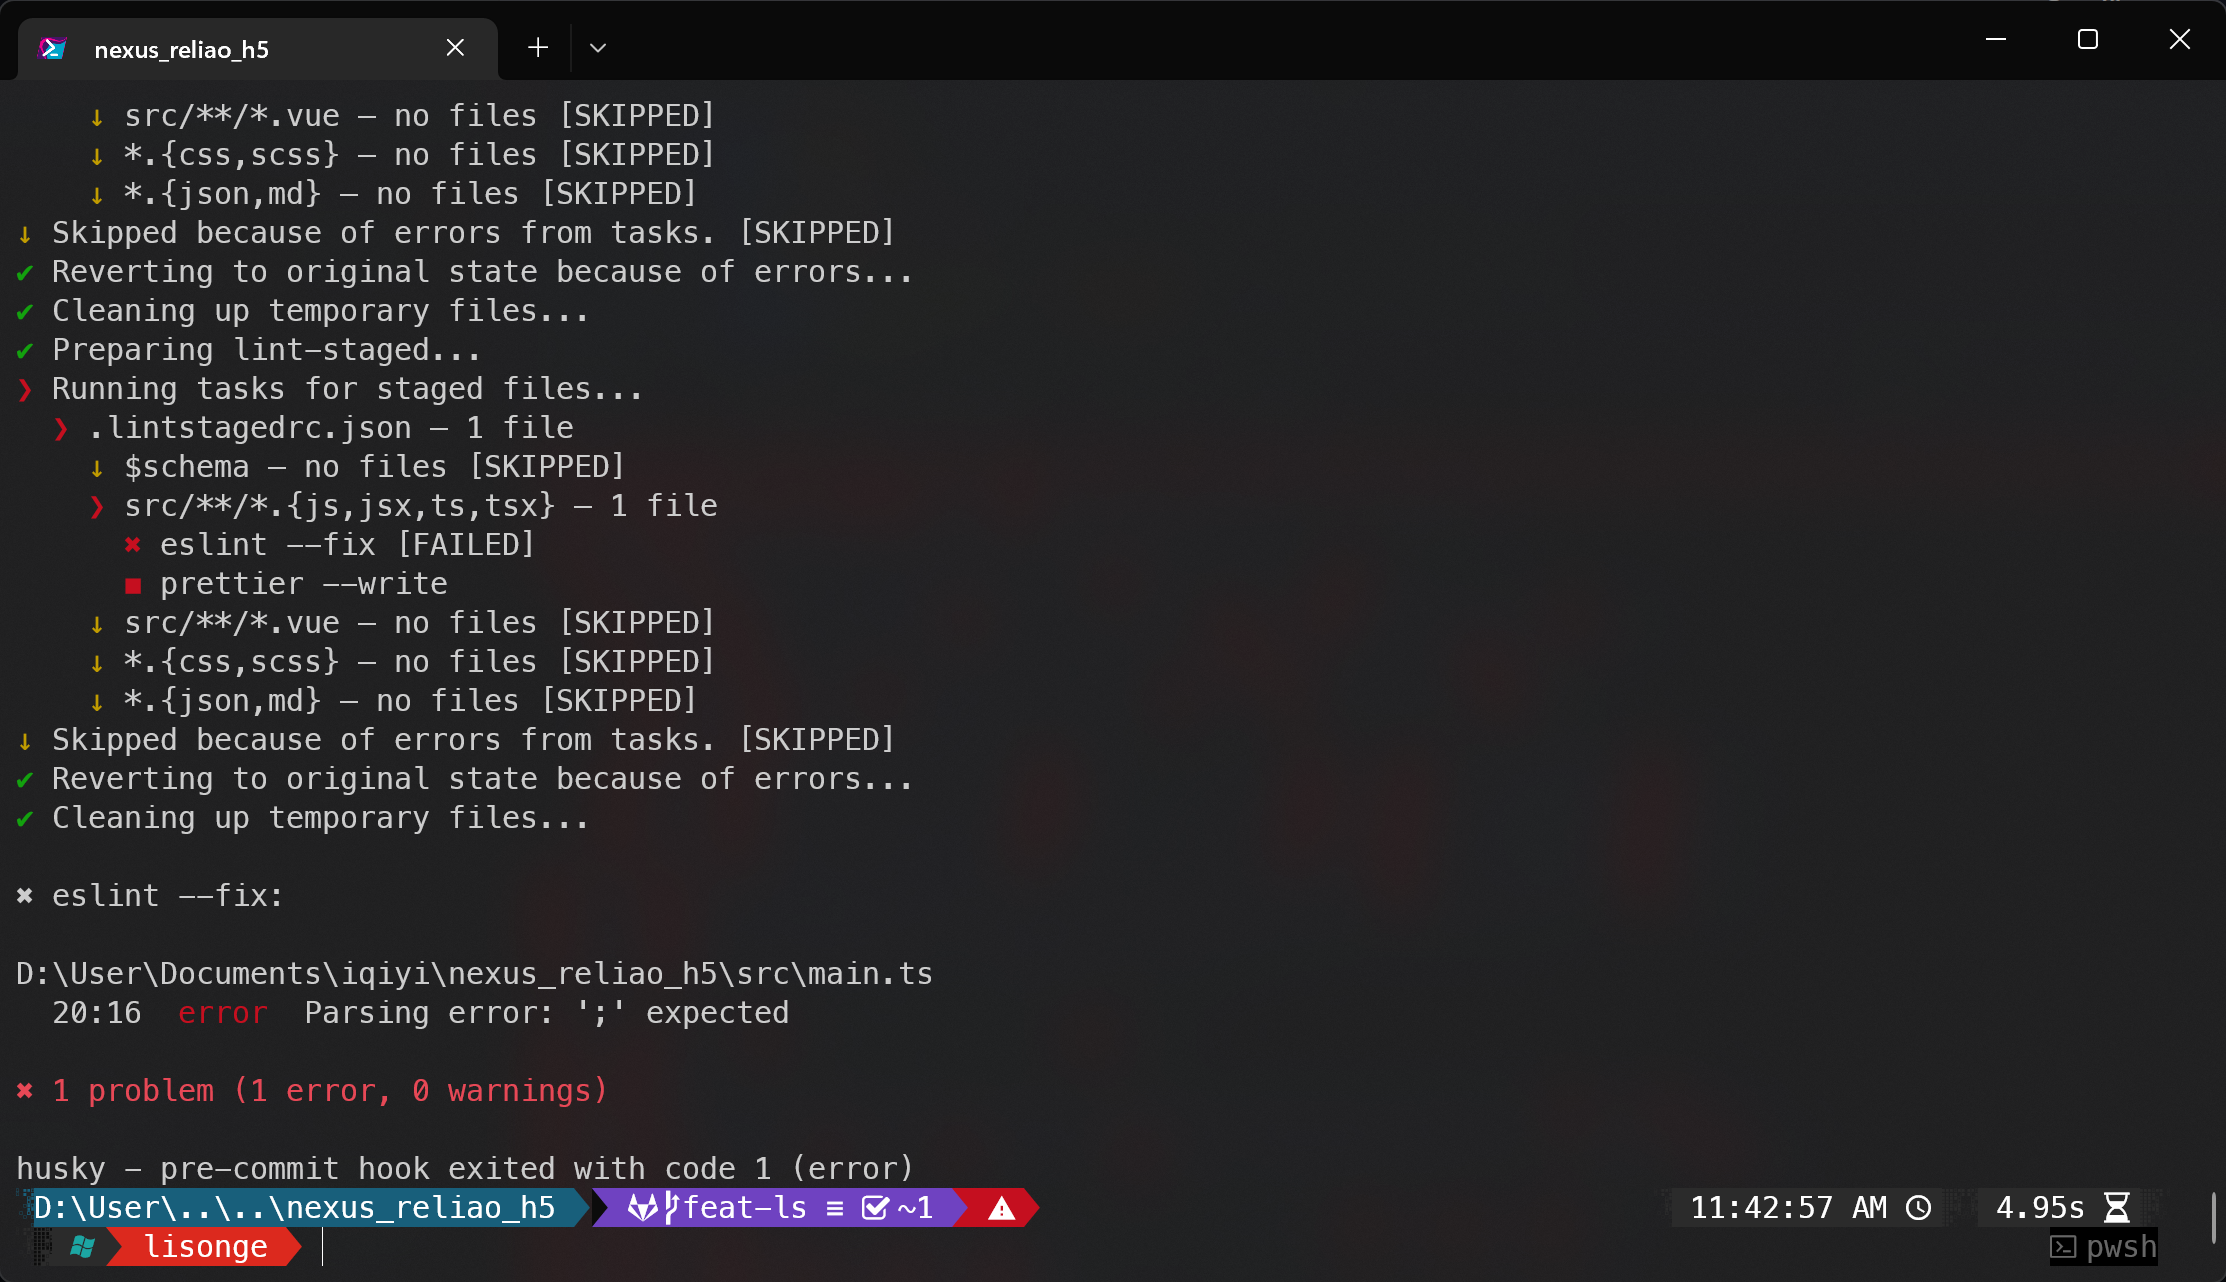 nexus_reliao_h5
↓ src/**/*.vue — no files [SKIPPED]
↓ *.{css,scss} — no files [SKIPPED]
↓ *.{json,md} — no files [SKIPPED]
↓ Skipped because of errors from tasks. [SKIPPED]
✔ Reverting to original state because of errors...
✔ Cleaning up temporary files...
✔ Preparing lint-staged...
❯ Running tasks for staged files...
❯ .lintstagedrc.json — 1 file
↓ $schema — no files [SKIPPED]
❯ src/**/*.{js,jsx,ts,tsx} — 1 file
✖ eslint --fix [FAILED]
■ prettier --write
↓ src/**/*.vue — no files [SKIPPED]
↓ *.{css,scss} — no files [SKIPPED]
↓ *.{json,md} — no files [SKIPPED]
↓ Skipped because of errors from tasks. [SKIPPED]
✔ Reverting to original state because of errors...
✔ Cleaning up temporary files...
✖ eslint --fix:
D:\User\Documents\iqiyi\nexus_reliao_h5\src\main.ts
20:16 error Parsing error: ';' expected
✖ 1 problem (1 error, 0 warnings)
husky - pre-commit hook exited with code 1 (error)
D:\User\..\..\nexus_reliao_h5 feat-ls ≡ ~1 11:42:57 AM 4.95s
lisonge pwsh